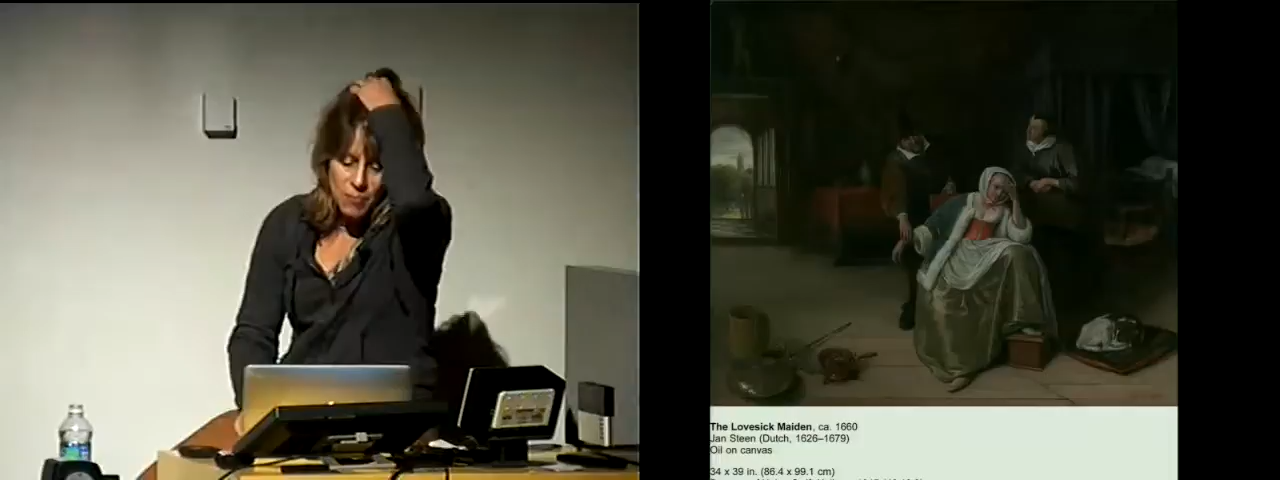 The Lovesick Maiden, ca. 1660
Jan Steen (Dutch, 1626–1679)
Oil on canvas
34 x 39 in. (86.4 x 99.1 cm)